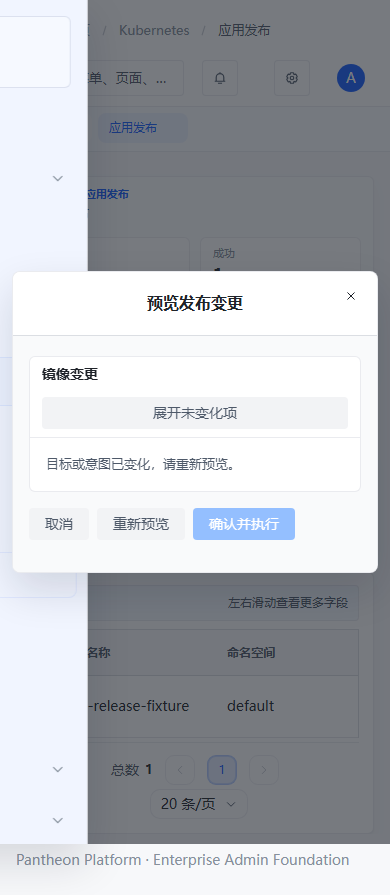 / Kubernetes / 应用发布
单、页面、...
A
应用发布
应用发布
成功
预览发布变更
镜像变更
展开未变化项
目标或意图已变化，请重新预览。
取消 重新预览 确认并执行
左右滑动查看更多字段
名称 命名空间
-release-fixture default
总数 1 1
20 条/页
Pantheon Platform · Enterprise Admin Foundation